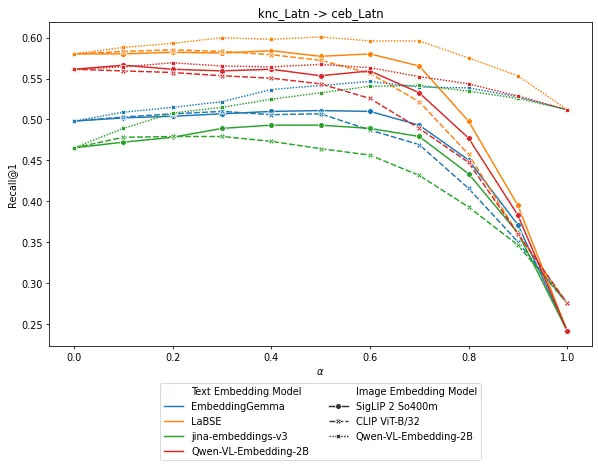 knc_Latn -> ceb_Latn
Recall@1
0.60
0.55
0.50
0.45
0.40
0.35
0.30
0.25
0.0 0.2 0.4 0.6 0.8 1.0
α
Text Embedding Model Image Embedding Model
EmbeddingGemma SigLIP 2 So400m
LaBSE CLIP ViT-B/32
jina-embeddings-v3 Qwen-VL-Embedding-2B
Qwen-VL-Embedding-2B